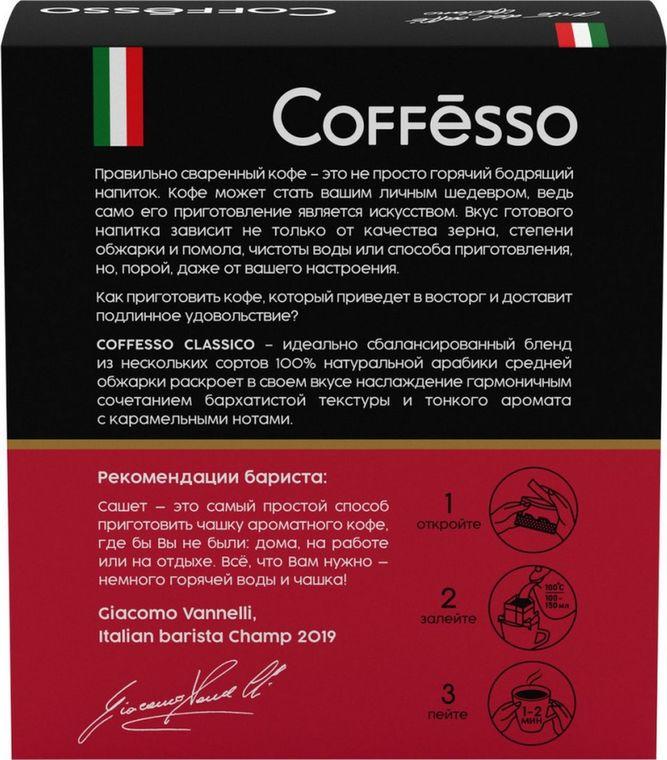 Coffēsso
Coffēsso
Правильно сваренный кофе – это не просто горячий бодрящий
напиток. Кофе может стать вашим личным шедевром, ведь
само его приготовление является искусством. Вкус готового
напитка зависит не только от качества зерна, степени
обжарки и помола, чистоты воды или способа приготовления,
но, порой, даже от вашего настроения.
Как приготовить кофе, который приведет в восторг и доставит
подлинное удовольствие?
COFFESSO CLASSICO – идеально сбалансированный бленд
из нескольких сортов 100% натуральной арабики средней
обжарки раскроет в своем вкусе наслаждение гармоничным
сочетанием бархатистой текстуры и тонкого аромата
с карамельными нотами.
Рекомендации бариста:
Сашет – это самый простой способ
приготовить чашку ароматного кофе,
где бы Вы не были: дома, на работе
или на отдыхе. Всё, что Вам нужно –
немного горячей воды и чашка!
Giacomo Vannelli,
Italian barista Champ 2019
1
откройте
2
залейте
100°C
100–
150 мл
3
пейте
1-2
мин